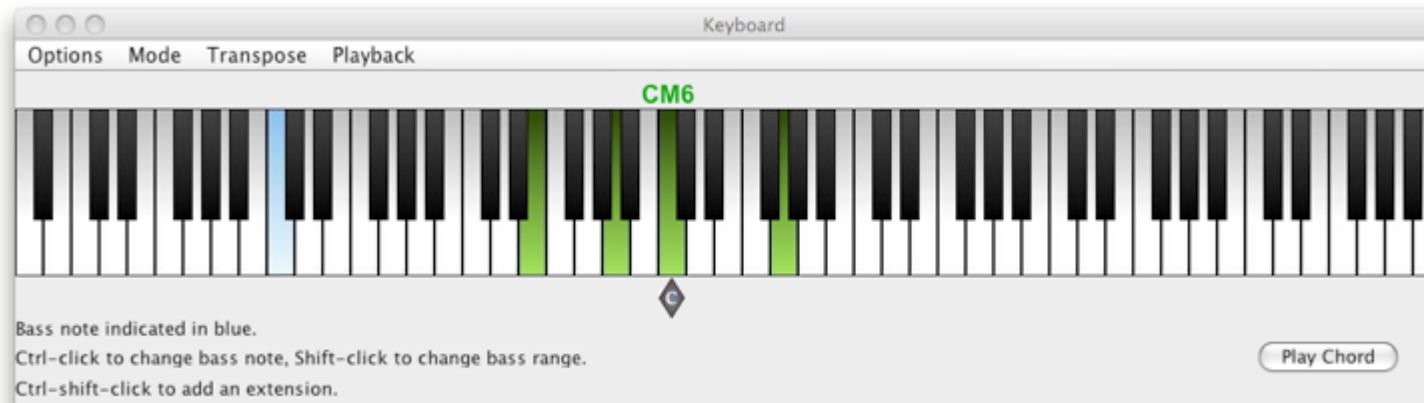 Keyboard
Options Mode Transpose Playback
CM6
C
Bass note indicated in blue.
Ctrl-click to change bass note, Shift-click to change bass range.
Play Chord
Ctrl-shift-click to add an extension.